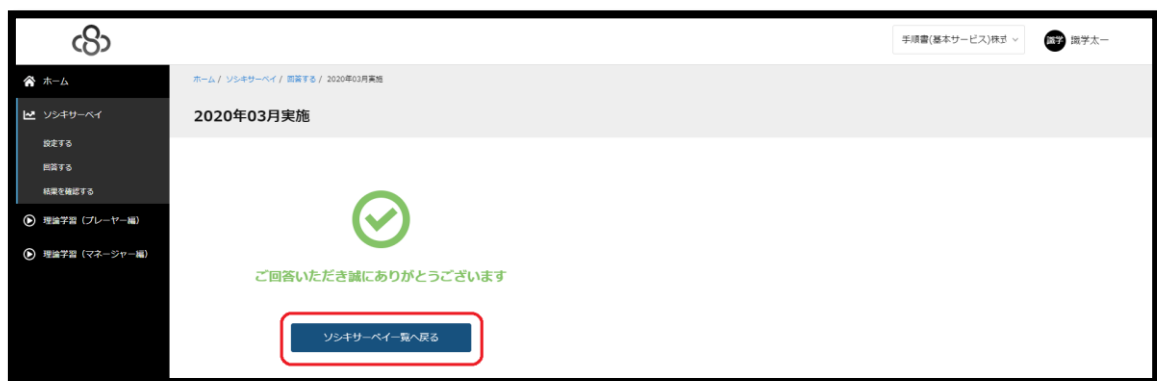 手順書(基本サービス)株式
識学 識学太一
ホーム
ソシキサーベイ
設定する
回答する
結果を確認する
理論学習（プレーヤー編）
理論学習（マネージャー編）
ホーム / ソシキサーベイ / 回答する / 2020年03月実施
2020年03月実施
ご回答いただき誠にありがとうございます
ソシキサーベイ一覧へ戻る